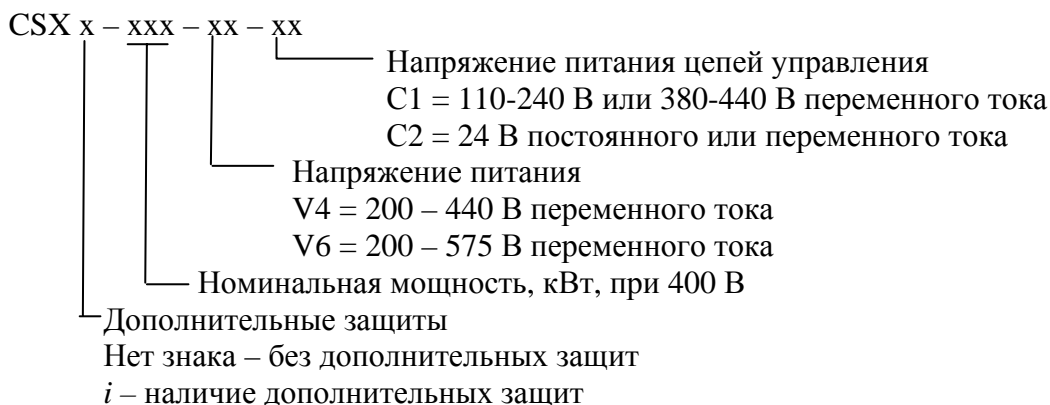 CSX x – xxx – xx – xx
Напряжение питания цепей управления
C1 = 110-240 В или 380-440 В переменного тока
C2 = 24 В постоянного или переменного тока
Напряжение питания
V4 = 200 – 440 В переменного тока
V6 = 200 – 575 В переменного тока
Номинальная мощность, кВт, при 400 В
Дополнительные защиты
Нет знака – без дополнительных защит
i – наличие дополнительных защит